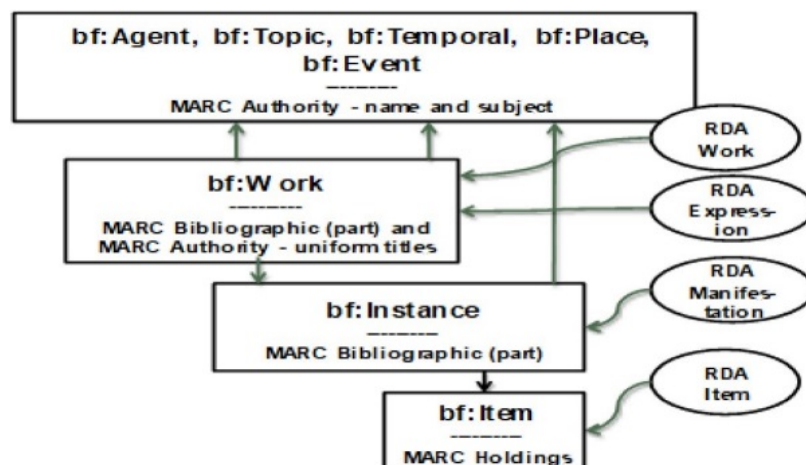 bf:Agent, bf:Topic, bf:Temporal, bf:Place,
bf:Event
----------
MARC Authority - name and subject
RDA
Work
bf:Work
----------
MARC Bibliographic (part) and
MARC Authority - uniform titles
RDA
Express-
ion
bf:Instance
----------
MARC Bibliographic (part)
RDA
Manifes-
tation
bf:Item
----------
MARC Holdings
RDA
Item